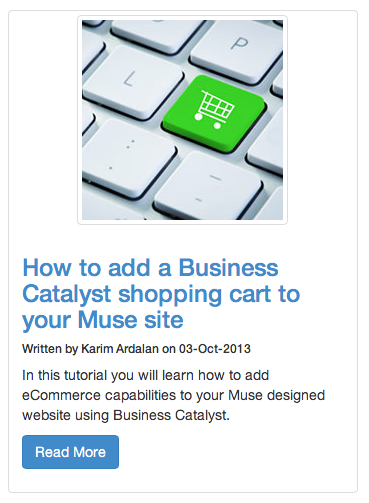 P
L
:
;
How to add a Business
Catalyst shopping cart to
your Muse site
Written by Karim Ardalan on 03-Oct-2013
In this tutorial you will learn how to add
eCommerce capabilities to your Muse designed
website using Business Catalyst.
Read More